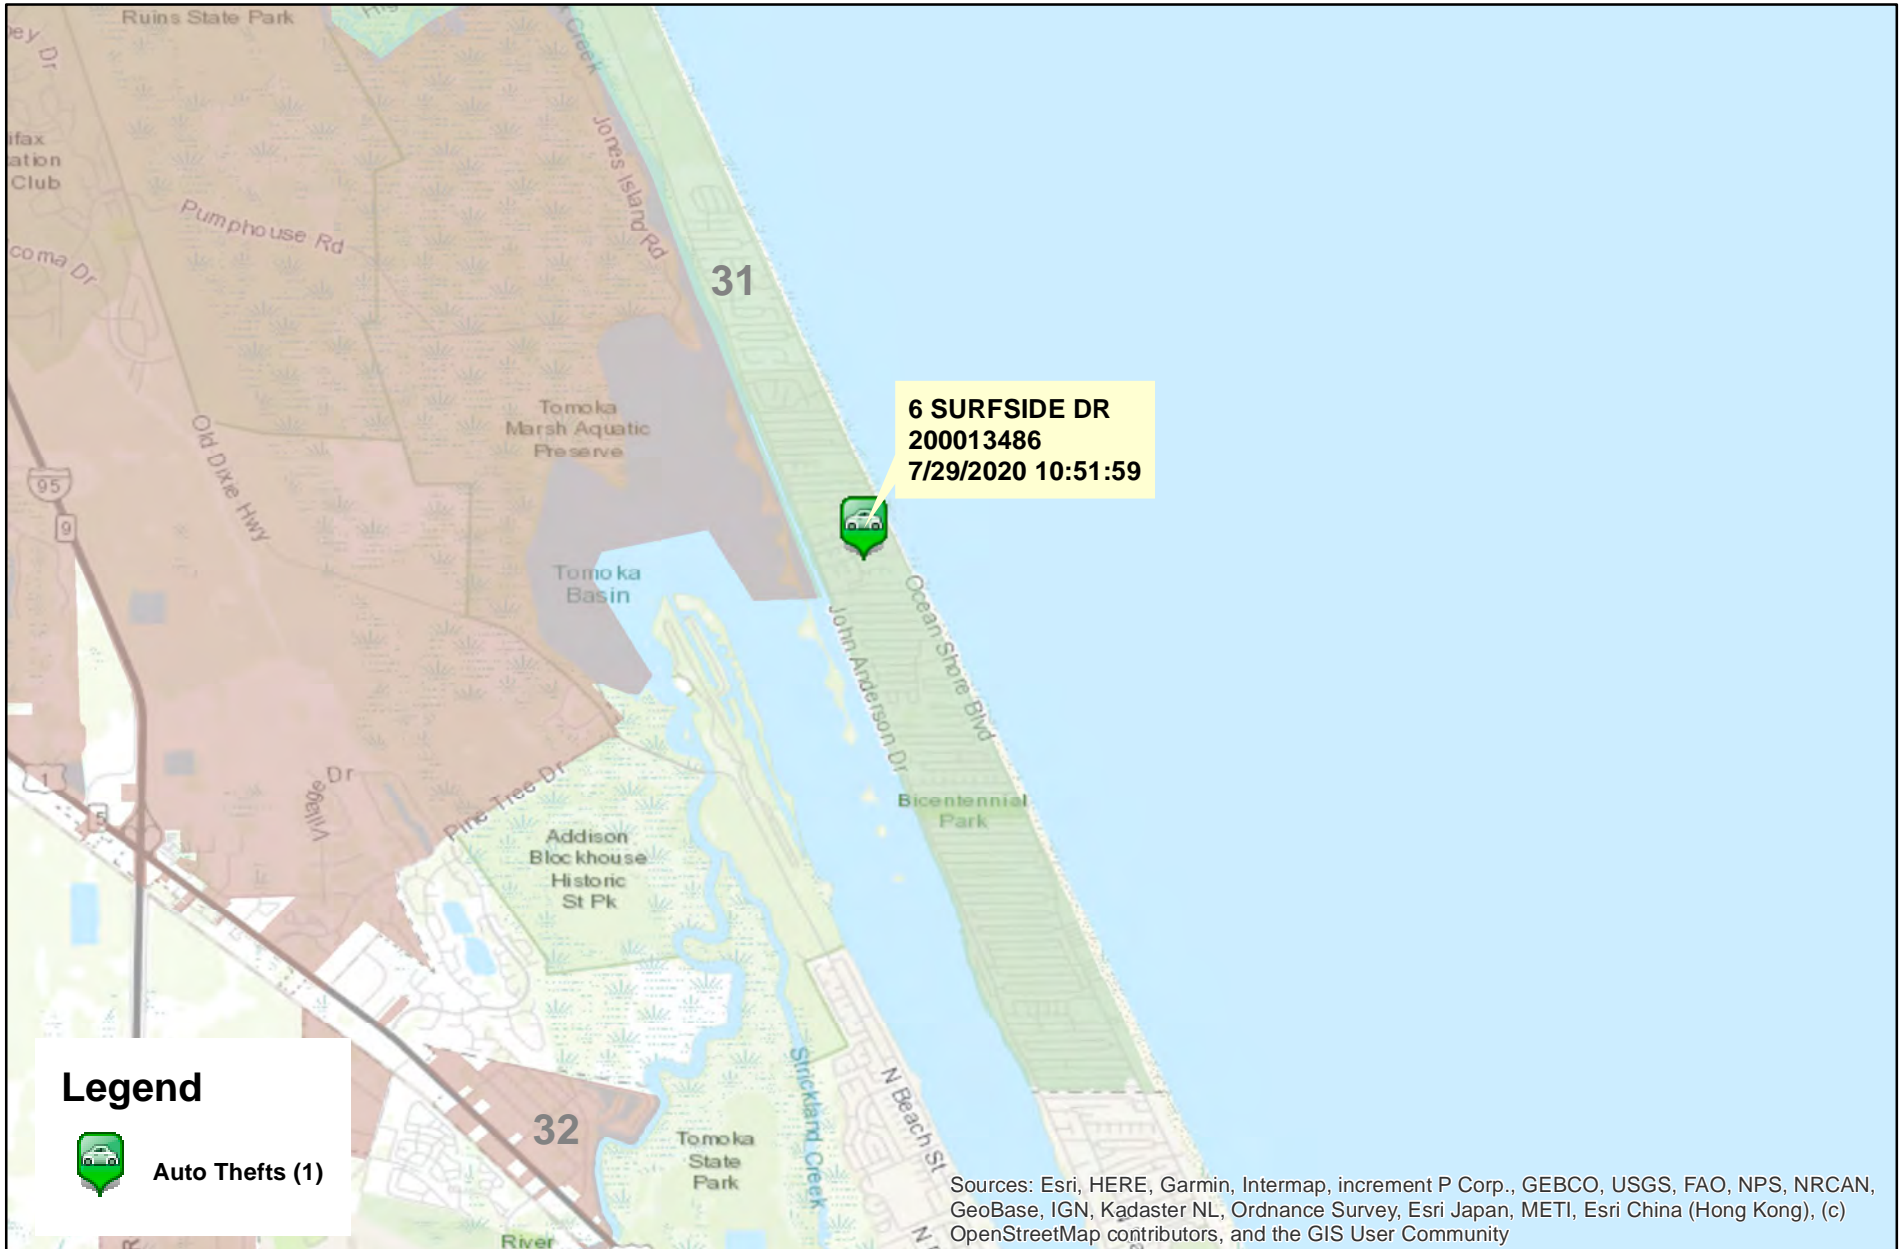 Ruins State Park
Creek
Jones Island Rd
Club
Pumphouse Rd
31
6 SURFSIDE DR
200013486
7/29/2020 10:51:59
Tomoka
Marsh Aquatic
Preserve
Old Dixie Hwy
95
9
Tomoka
Basin
Ocean Shore Blvd
John Anderson Dr
1
5
Village Dr
Pine Tree Dr
Bicentennial
Park
Addison
Blockhouse
Historic
St Pk
Legend
Auto Thefts (1)
32
Tomoka
State
Park
Strickland Creek
N Beach St
River
Sources: Esri, HERE, Garmin, Intermap, increment P Corp., GEBCO, USGS, FAO, NPS, NRCAN,
GeoBase, IGN, Kadaster NL, Ordnance Survey, Esri Japan, METI, Esri China (Hong Kong), (c)
OpenStreetMap contributors, and the GIS User Community